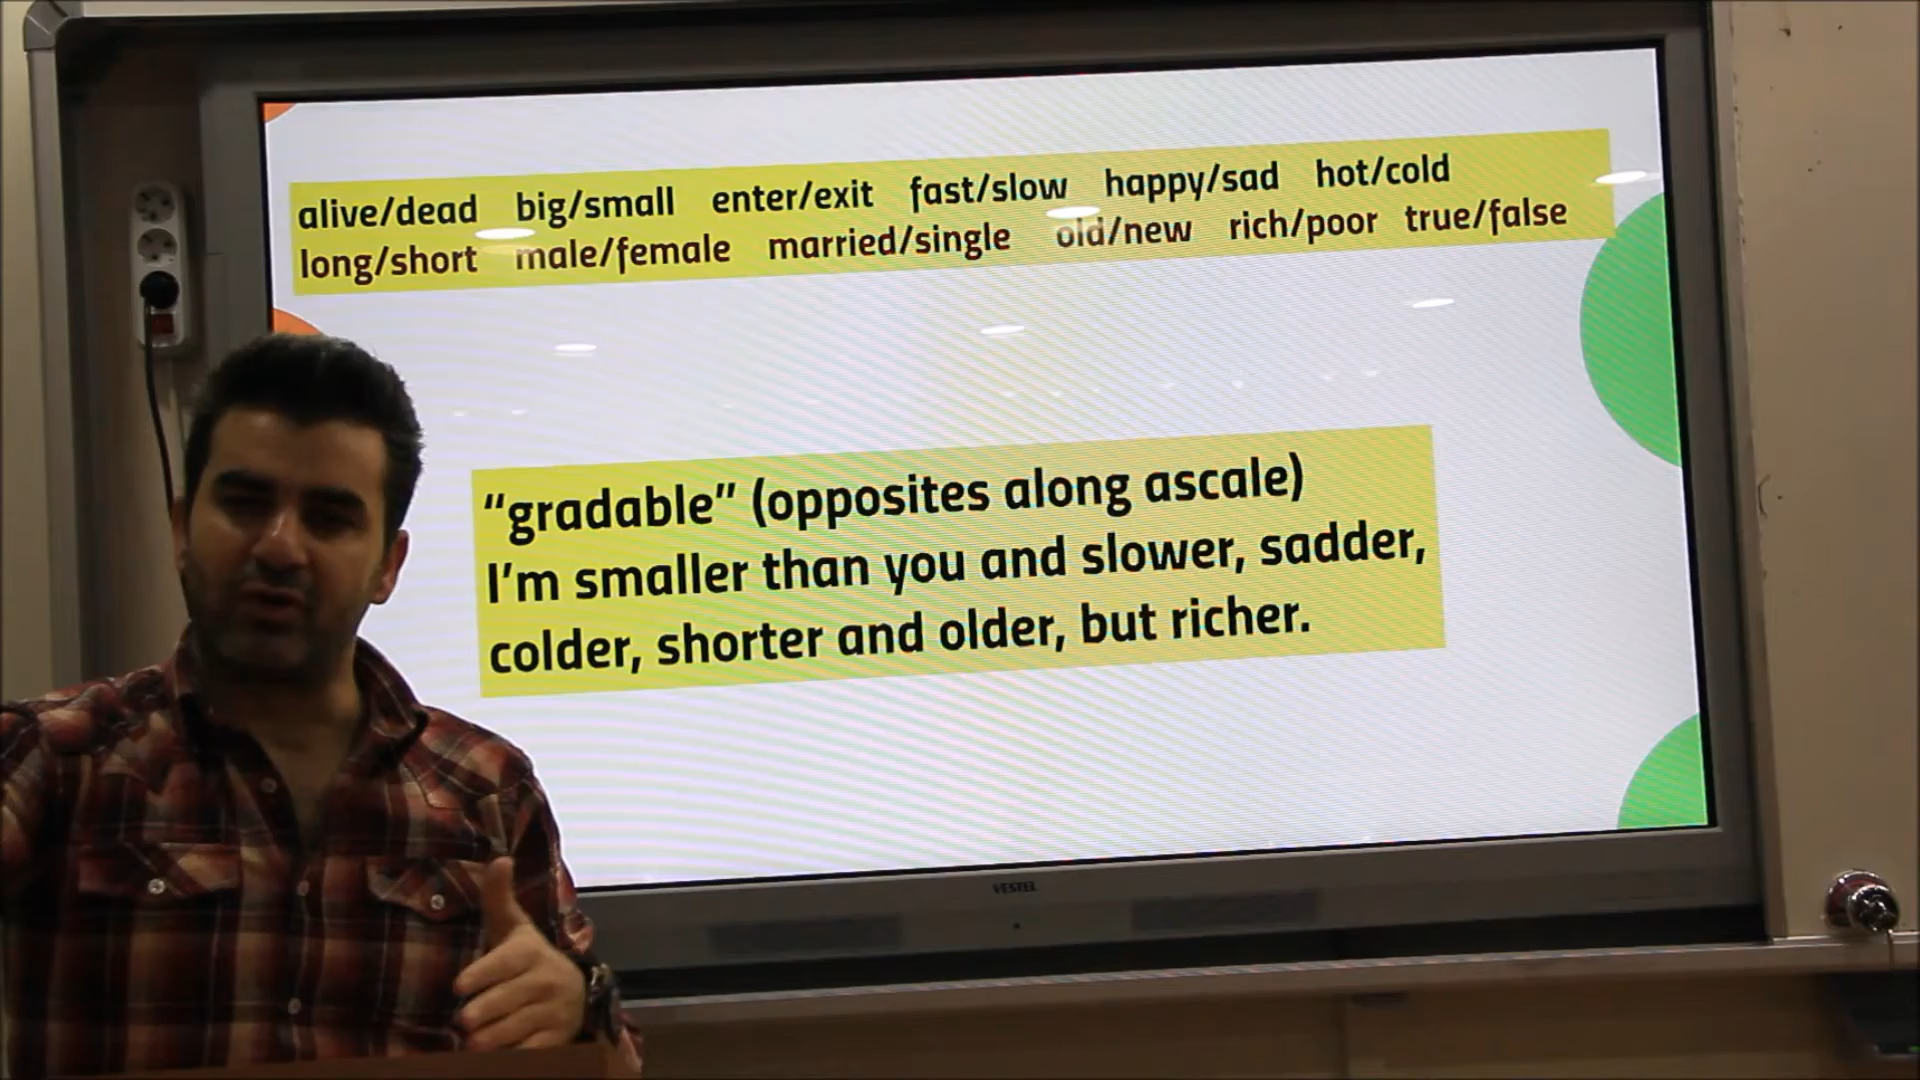 alive/dead big/small enter/exit fast/slow happy/sad hot/cold
long/short male/female married/single old/new rich/poor true/false
“gradable” (opposites along ascale)
I’m smaller than you and slower, sadder,
colder, shorter and older, but richer.
VESTEL